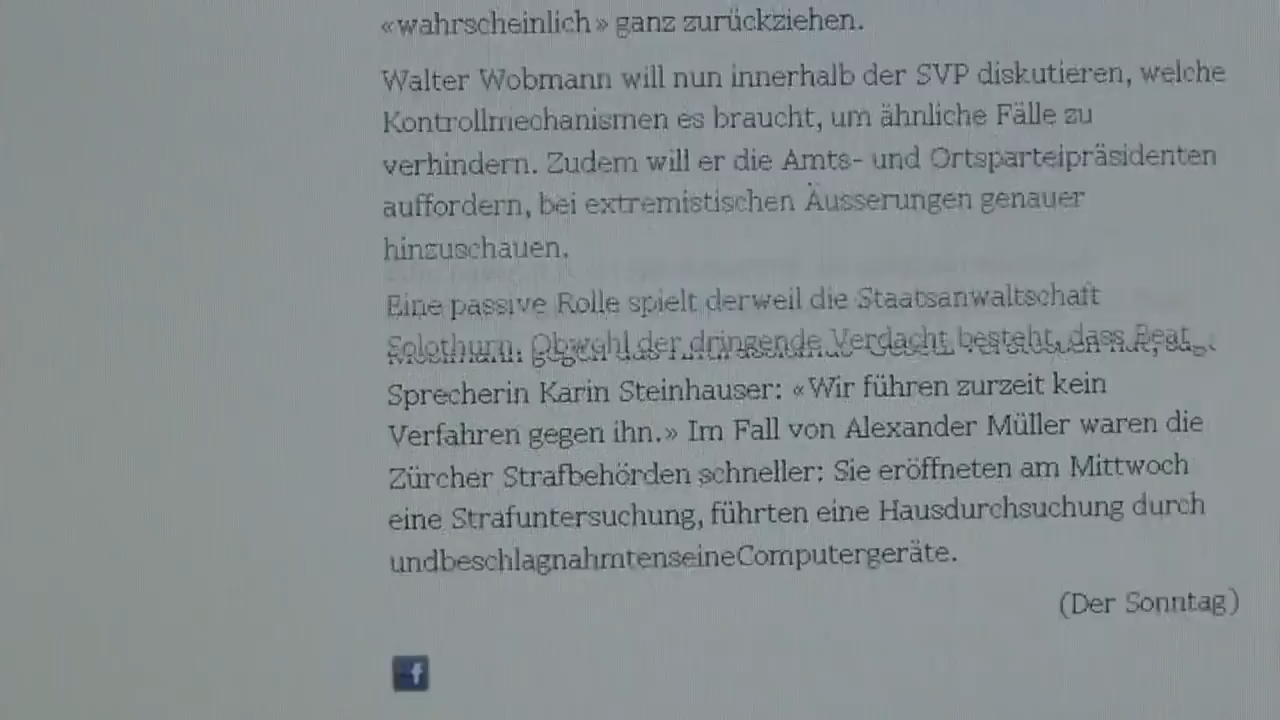 «wahrscheinlich» ganz zurückziehen.
Walter Wobmann will nun innerhalb der SVP diskutieren, welche
Kontrollmechanismen es braucht, um ähnliche Fälle zu
verhindern. Zudem will er die Amts- und Ortsparteipräsidenten
auffordern, bei extremistischen Äusserungen genauer
hinzuschauen.
Eine passive Rolle spielt derweil die Staatsanwaltschaft
Solothurn. Obwohl der dringende Verdacht besteht, dass Beat
Sprecherin Karin Steinhauser: «Wir führen zurzeit kein
Verfahren gegen ihn.» Im Fall von Alexander Müller waren die
Zürcher Strafbehörden schneller: Sie eröffneten am Mittwoch
eine Strafuntersuchung, führten eine Hausdurchsuchung durch
undbeschlagnahmtenseineComputergeräte.
(Der Sonntag)
f